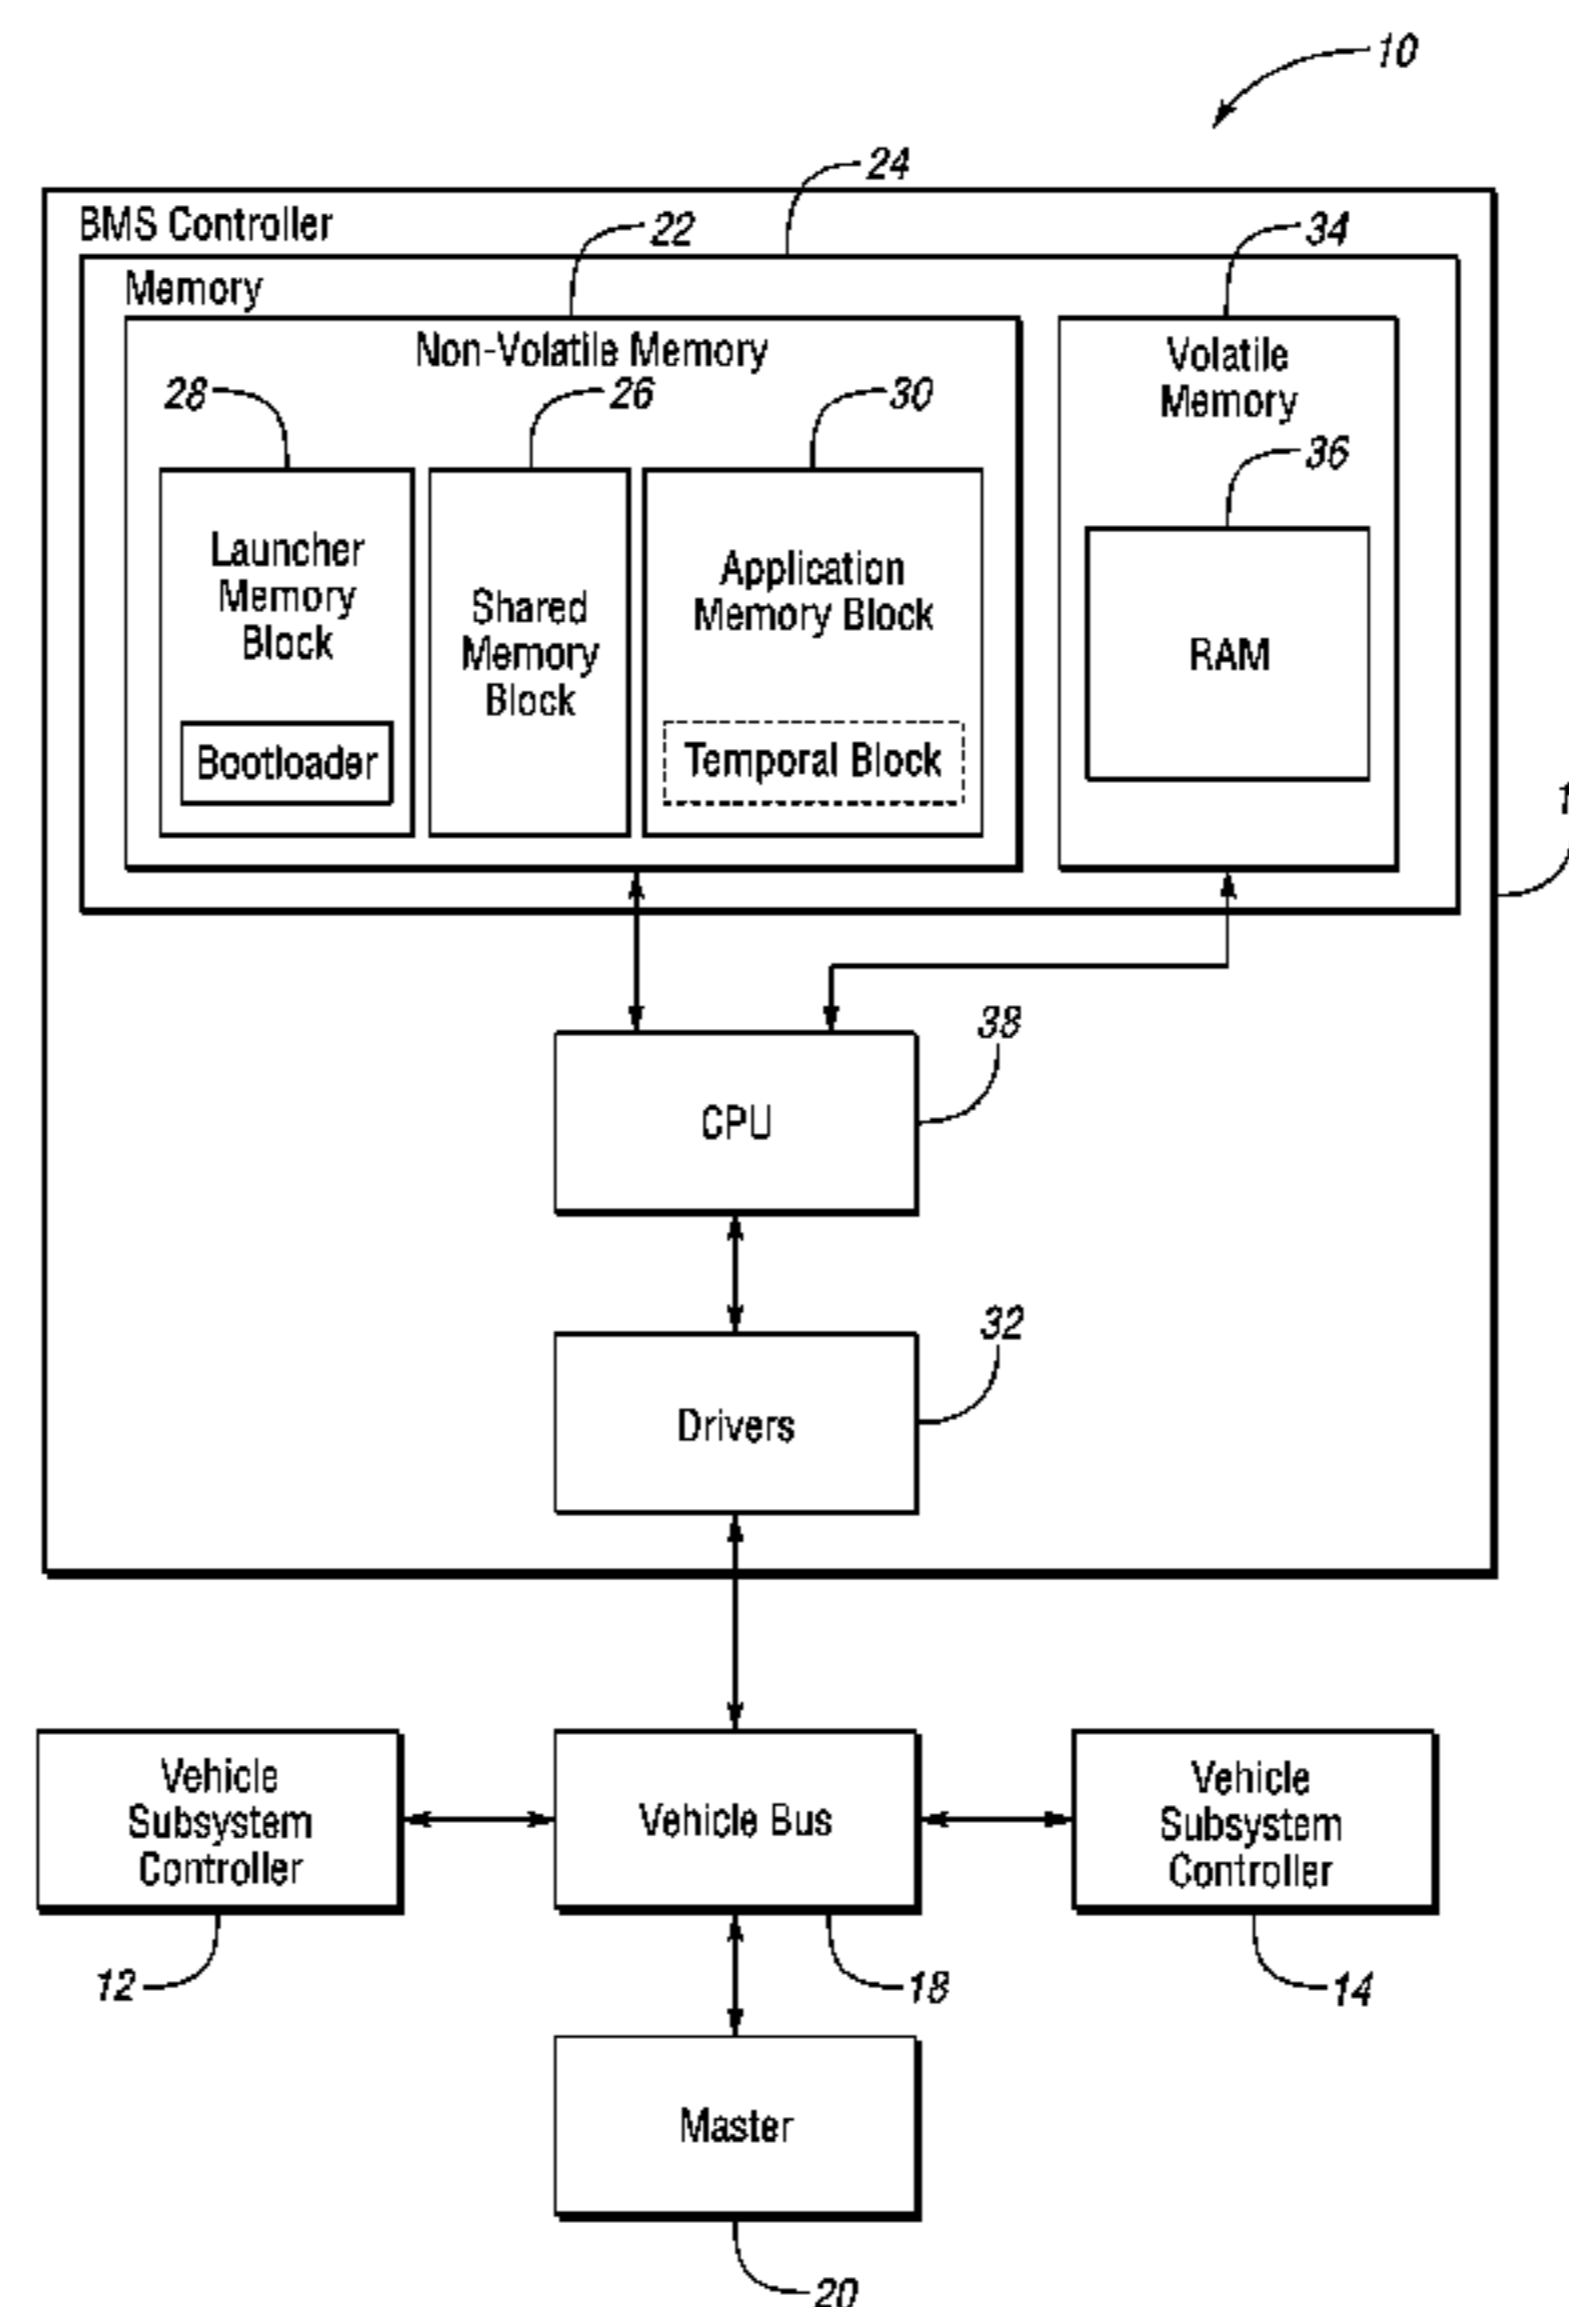 10
24
BMS Controller
22
34
Memory
Non-Volatile Memory
Volatile
Memory
28
26
30
36
Launcher
Memory
Block
Shared
Memory
Block
Application
Memory Block
RAM
Bootloader
Temporal Block
38
CPU
32
Drivers
Vehicle
Subsystem
Controller
Vehicle Bus
Vehicle
Subsystem
Controller
12
18
14
Master
20